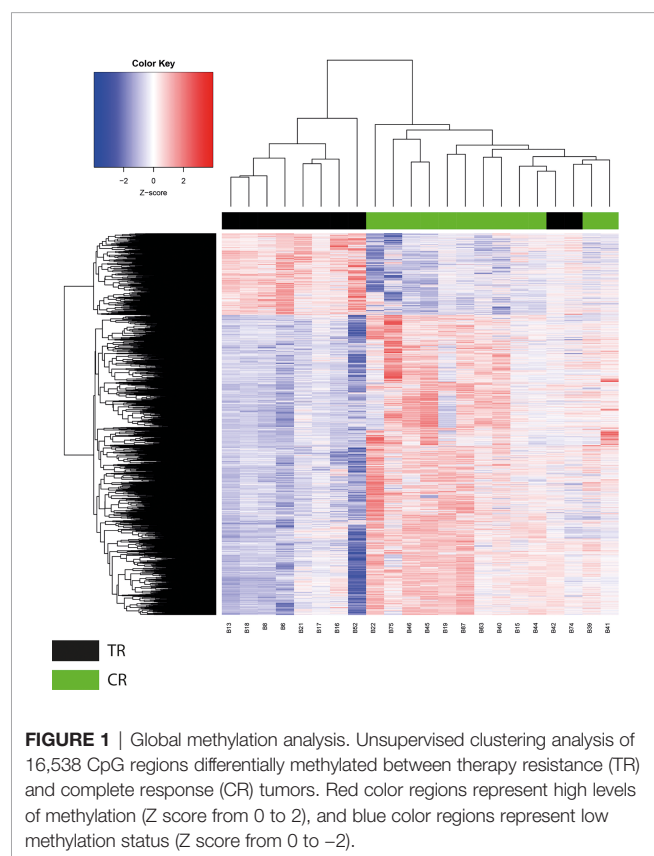 Color Key
−2 0 2
Z-score
B13 B18 B8 B6 B21 B17 B16 B52 B22 B75 B46 B45 B19 B87 B63 B40 B15 B44 B42 B74 B39 B41
TR
CR
FIGURE 1 | Global methylation analysis. Unsupervised clustering analysis of
16,538 CpG regions differentially methylated between therapy resistance (TR)
and complete response (CR) tumors. Red color regions represent high levels
of methylation (Z score from 0 to 2), and blue color regions represent low
methylation status (Z score from 0 to −2).